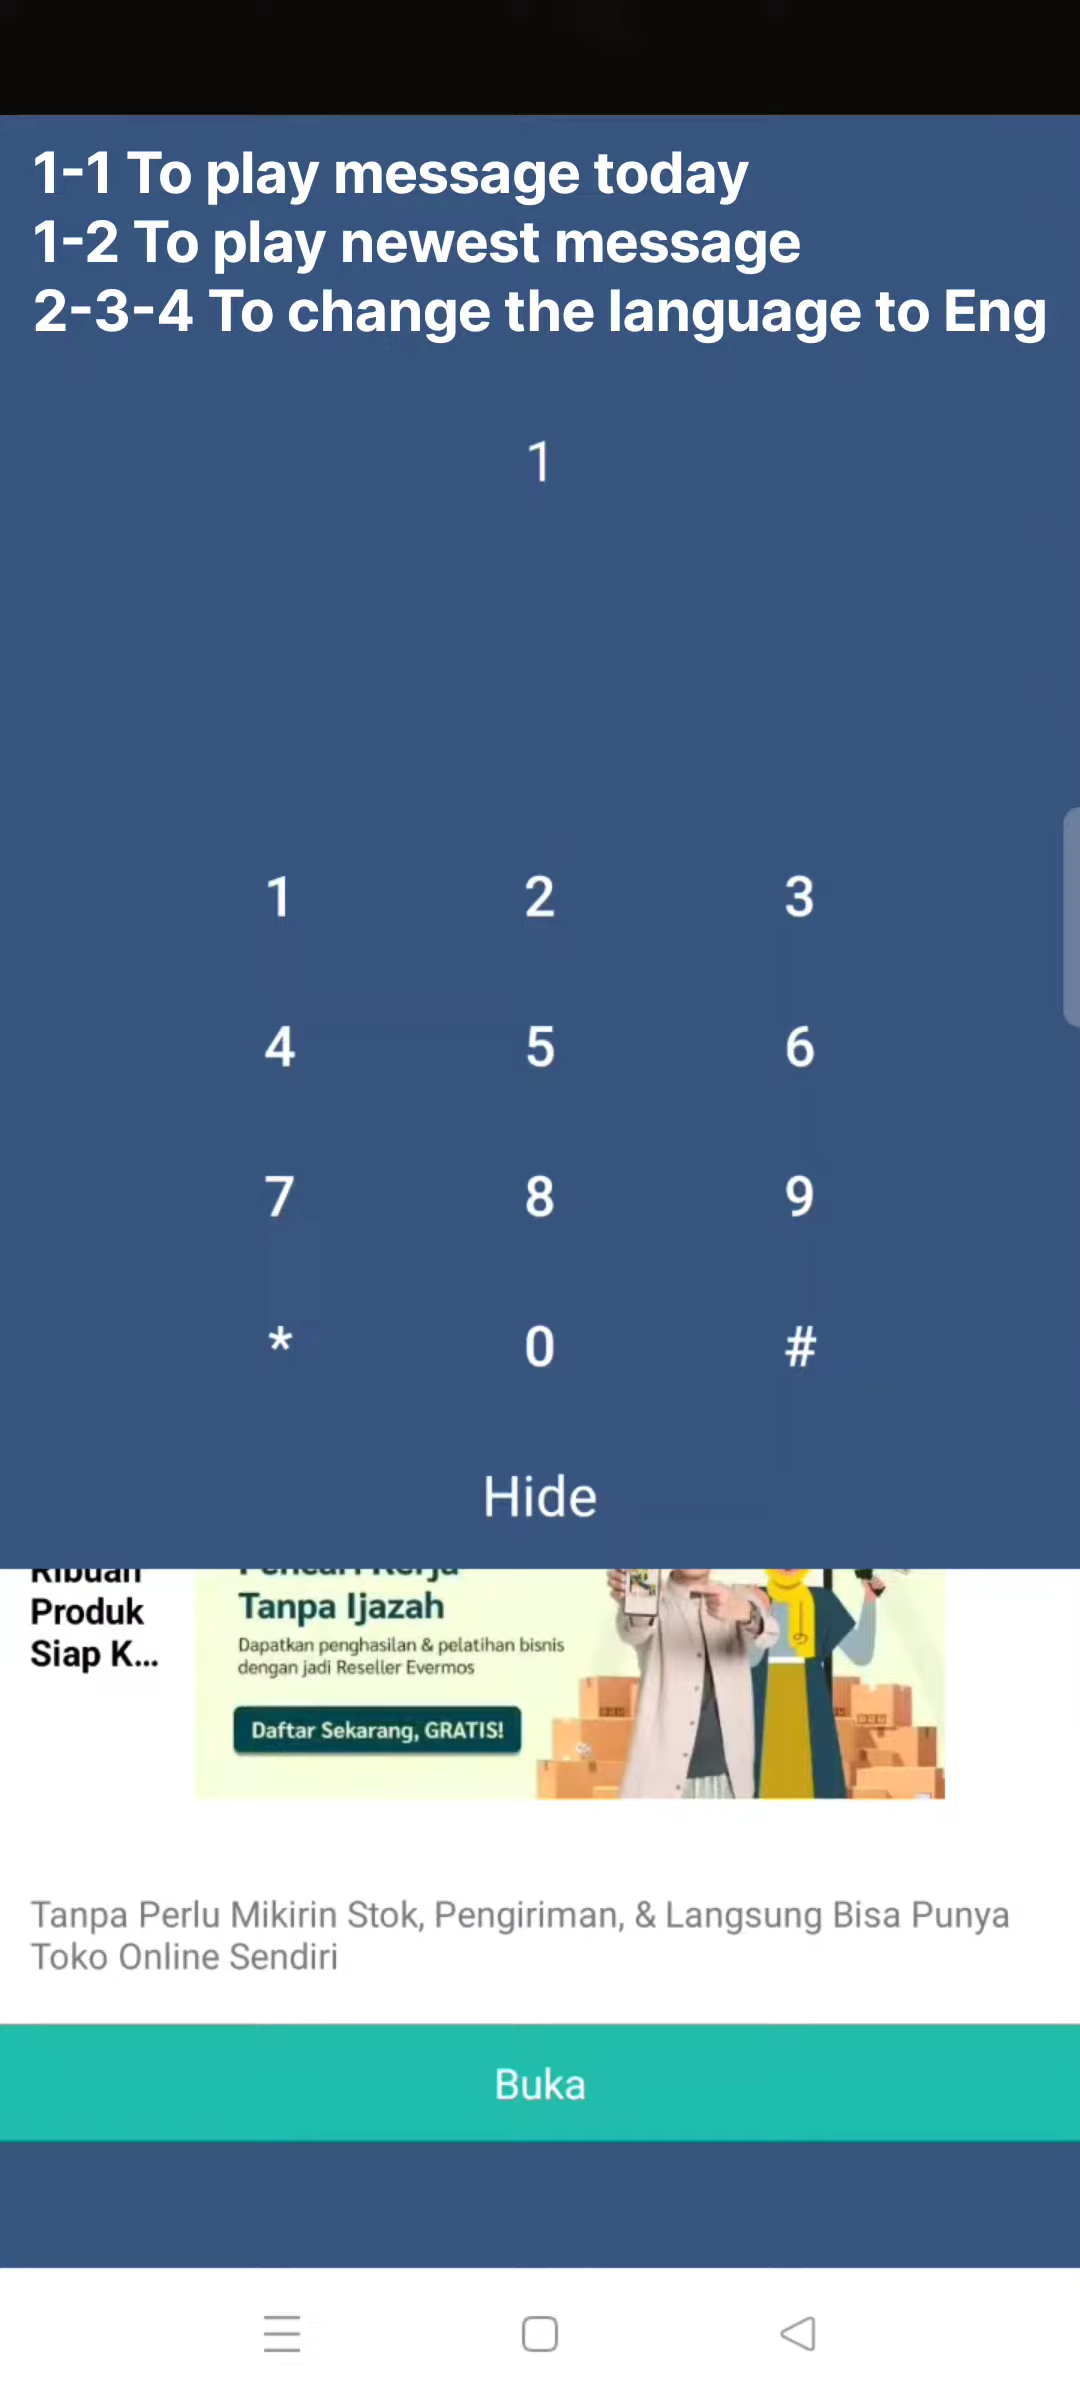 1-1 To play message today
1-2 To play newest message
2-3-4 To change the language to Eng
1
1 2 3
4 5 6
7 8 9
* 0 #
Hide
Ribuan
Produk
Siap K...
Pencari Kerja
Tanpa Ijazah
Dapatkan penghasilan & pelatihan bisnis
dengan jadi Reseller Evermos
Daftar Sekarang, GRATIS!
Tanpa Perlu Mikirin Stok, Pengiriman, & Langsung Bisa Punya
Toko Online Sendiri
Buka